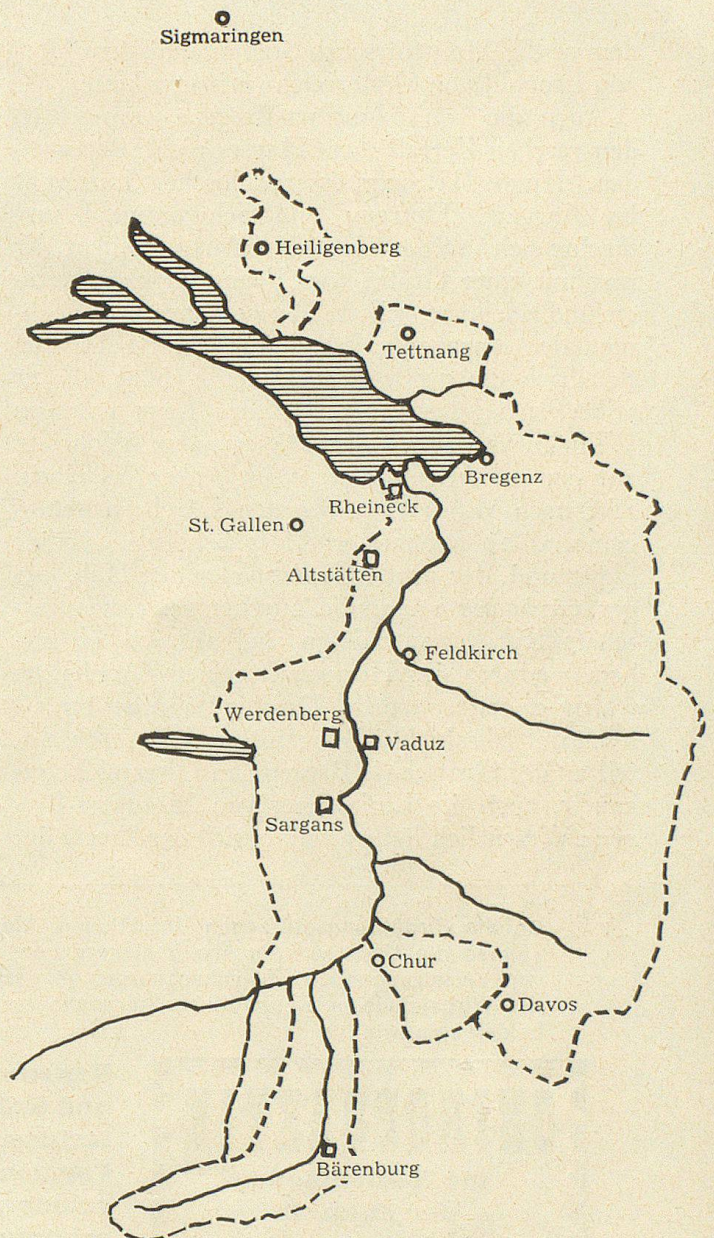 Sigmaringen
Heiligenberg
Tettnang
Bregenz
Rheineck
St. Gallen
Altstätten
Feldkirch
Werdenberg
Vaduz
Sargans
Chur
Davos
Bärenburg